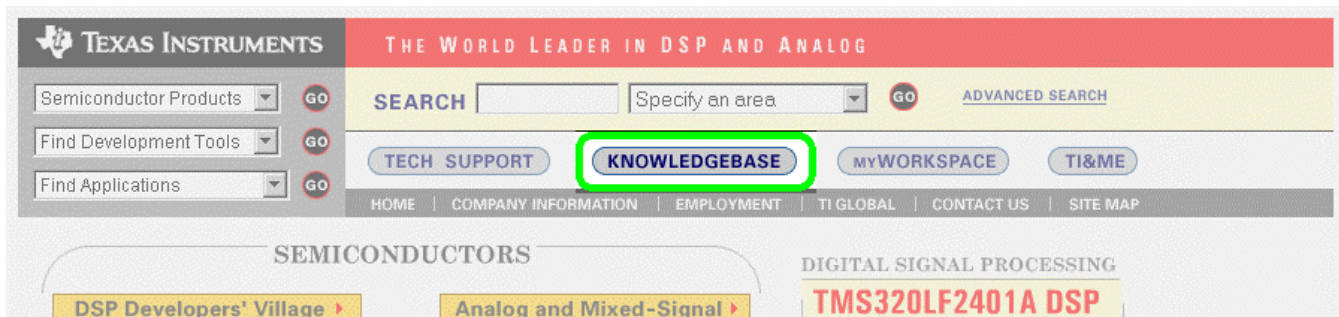 TEXAS INSTRUMENTS
THE WORLD LEADER IN DSP AND ANALOG
Semiconductor Products GO
SEARCH Specify an area GO ADVANCED SEARCH
Find Development Tools GO
TECH SUPPORT KNOWLEDGEBASE MYWORKSPACE TI&ME
Find Applications GO
HOME | COMPANY INFORMATION | EMPLOYMENT | TI GLOBAL | CONTACT US | SITE MAP
SEMICONDUCTORS
DIGITAL SIGNAL PROCESSING
DSP Developers' Village
Analog and Mixed-Signal
TMS320LF2401A DSP